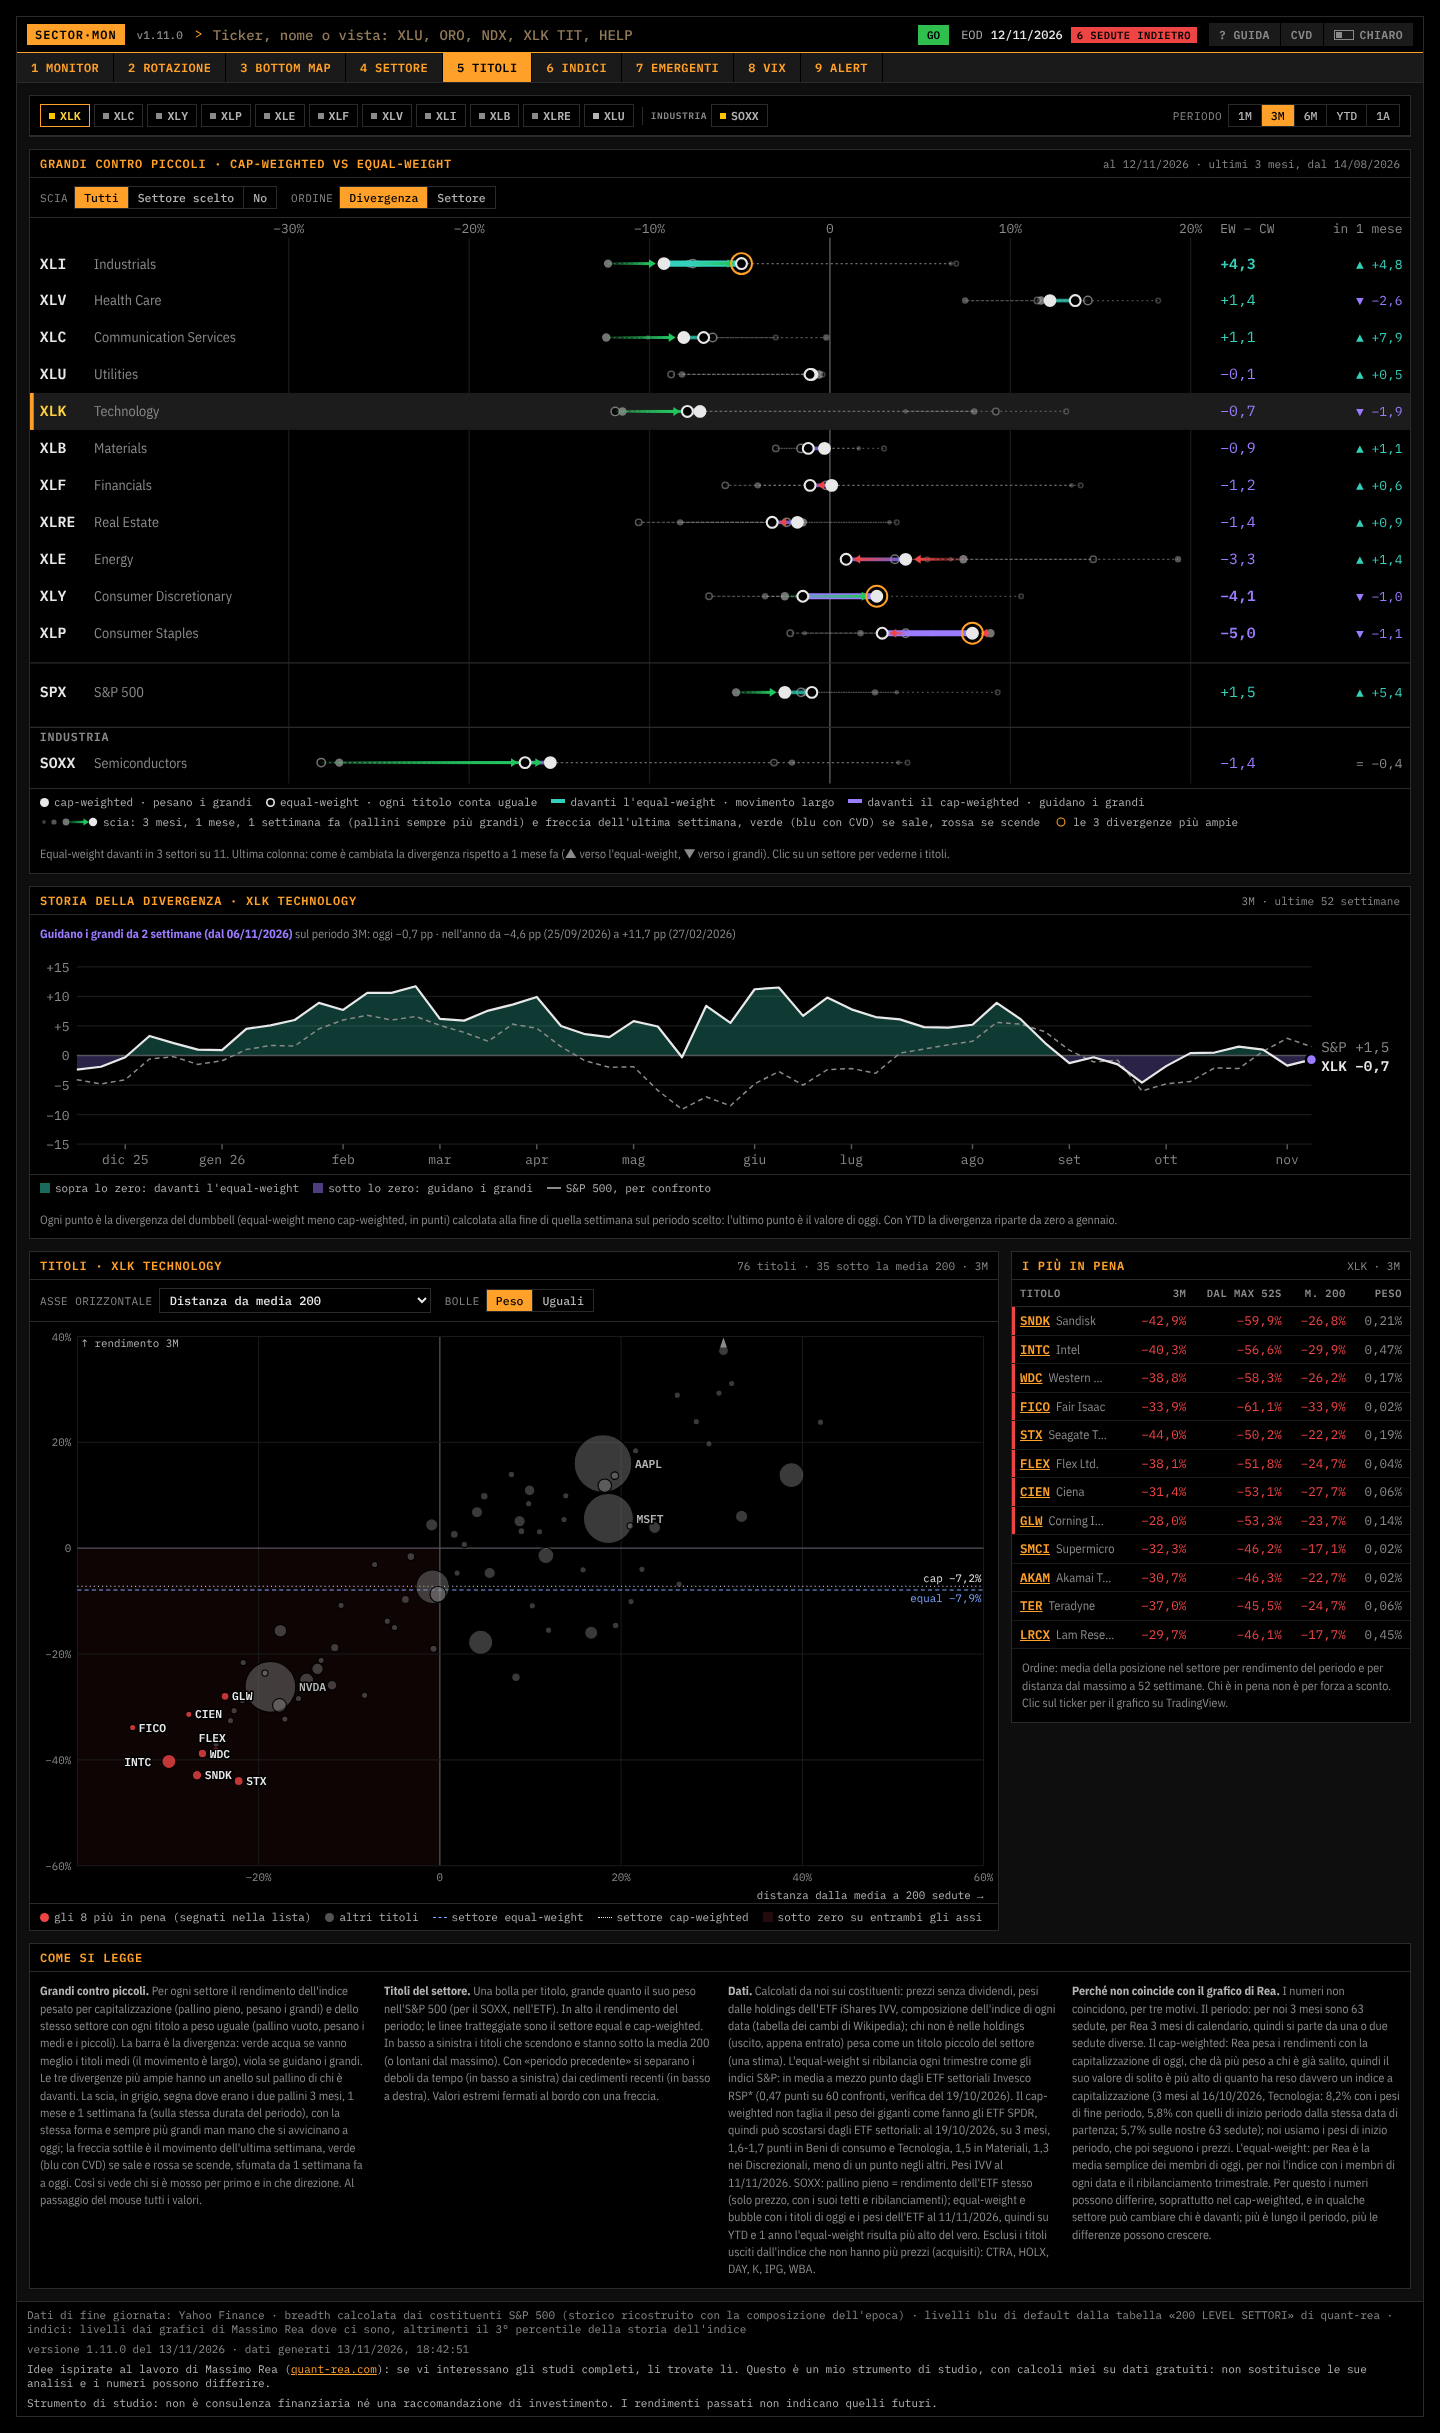 SECTOR·MON v1.11.0 > Ticker, nome o vista: XLU, ORO, NDX, XLK TIT, HELP GO EOD 12/11/2026 6 SEDUTE INDIETRO ? GUIDA CVD CHIARO
1 MONITOR 2 ROTAZIONE 3 BOTTOM MAP 4 SETTORE 5 TITOLI 6 INDICI 7 EMERGENTI 8 VIX 9 ALERT
XLK XLC XLY XLP XLE XLF XLV XLI XLB XLRE XLU INDUSTRIA SOXX PERIODO 1M 3M 6M YTD 1A
GRANDI CONTRO PICCOLI · CAP-WEIGHTED VS EQUAL-WEIGHT al 12/11/2026 · ultimi 3 mesi, dal 14/08/2026
SCIA Tutti Settore scelto No ORDINE Divergenza Settore
−30% −20% −10% 0 10% 20% EW − CW in 1 mese
XLI Industrials +4,3 ▲ +4,8
XLV Health Care +1,4 ▼ −2,6
XLC Communication Services +1,1 ▲ +7,9
XLU Utilities −0,1 ▲ +0,5
XLK Technology −0,7 ▼ −1,9
XLB Materials −0,9 ▲ +1,1
XLF Financials −1,2 ▲ +0,6
XLRE Real Estate −1,4 ▲ +0,9
XLE Energy −3,3 ▲ +1,4
XLY Consumer Discretionary −4,1 ▼ −1,0
XLP Consumer Staples −5,0 ▼ −1,1
SPX S&P 500 +1,5 ▲ +5,4
INDUSTRIA
SOXX Semiconductors −1,4 = −0,4
cap-weighted · pesano i grandi equal-weight · ogni titolo conta uguale davanti l'equal-weight · movimento largo davanti il cap-weighted · guidano i grandi
scia: 3 mesi, 1 mese, 1 settimana fa (pallini sempre più grandi) e freccia dell'ultima settimana, verde (blu con CVD) se sale, rossa se scende le 3 divergenze più ampie
Equal-weight davanti in 3 settori su 11. Ultima colonna: come è cambiata la divergenza rispetto a 1 mese fa (▲ verso l'equal-weight, ▼ verso i grandi). Clic su un settore per vederne i titoli.
STORIA DELLA DIVERGENZA · XLK TECHNOLOGY 3M · ultime 52 settimane
Guidano i grandi da 2 settimane (dal 06/11/2026) sul periodo 3M: oggi −0,7 pp · nell'anno da −4,6 pp (25/09/2026) a +11,7 pp (27/02/2026)
+15
+10
+5
0
−5
−10
−15
S&P +1,5
XLK −0,7
dic 25 gen 26 feb mar apr mag giu lug ago set ott nov
sopra lo zero: davanti l'equal-weight sotto lo zero: guidano i grandi S&P 500, per confronto
Ogni punto è la divergenza del dumbbell (equal-weight meno cap-weighted, in punti) calcolata alla fine di quella settimana sul periodo scelto: l'ultimo punto è il valore di oggi. Con YTD la divergenza riparte da zero a gennaio.
TITOLI · XLK TECHNOLOGY 76 titoli · 35 sotto la media 200 · 3M
ASSE ORIZZONTALE Distanza da media 200 BOLLE Peso Uguali
40% ↑ rendimento 3M
20%
AAPL
MSFT
0
cap −7,2%
equal −7,9%
−20%
NVDA
GLW
CIEN
FICO
FLEX
WDC
−40%
INTC
SNDK
STX
−60%
−20% 0 20% 40% 60%
distanza dalla media a 200 sedute →
gli 8 più in pena (segnati nella lista) altri titoli settore equal-weight settore cap-weighted sotto zero su entrambi gli assi
I PIÙ IN PENA XLK · 3M
TITOLO 3M DAL MAX 52S M. 200 PESO
SNDK Sandisk −42,9% −59,9% −26,8% 0,21%
INTC Intel −40,3% −56,6% −29,9% 0,47%
WDC Western ... −38,8% −58,3% −26,2% 0,17%
FICO Fair Isaac −33,9% −61,1% −33,9% 0,02%
STX Seagate T... −44,0% −50,2% −22,2% 0,19%
FLEX Flex Ltd. −38,1% −51,8% −24,7% 0,04%
CIEN Ciena −31,4% −53,1% −27,7% 0,06%
GLW Corning I... −28,0% −53,3% −23,7% 0,14%
SMCI Supermicro −32,3% −46,2% −17,1% 0,02%
AKAM Akamai T... −30,7% −46,3% −22,7% 0,02%
TER Teradyne −37,0% −45,5% −24,7% 0,06%
LRCX Lam Rese... −29,7% −46,1% −17,7% 0,45%
Ordine: media della posizione nel settore per rendimento del periodo e per
distanza dal massimo a 52 settimane. Chi è in pena non è per forza a sconto.
Clic sul ticker per il grafico su TradingView.
COME SI LEGGE
Grandi contro piccoli. Per ogni settore il rendimento dell'indice
pesato per capitalizzazione (pallino pieno, pesano i grandi) e dello
stesso settore con ogni titolo a peso uguale (pallino vuoto, pesano i
medi e i piccoli). La barra è la divergenza: verde acqua se vanno
meglio i titoli medi (il movimento è largo), viola se guidano i grandi.
Le tre divergenze più ampie hanno un anello sul pallino di chi è
davanti. La scia, in grigio, segna dove erano i due pallini 3 mesi, 1
mese e 1 settimana fa (sulla stessa durata del periodo), con la
stessa forma e sempre più grandi man mano che si avvicinano a
oggi; la freccia sottile è il movimento dell'ultima settimana, verde
(blu con CVD) se sale e rossa se scende, sfumata da 1 settimana fa
a oggi. Così si vede chi si è mosso per primo e in che direzione. Al
passaggio del mouse tutti i valori.
Titoli del settore. Una bolla per titolo, grande quanto il suo peso
nell'S&P 500 (per il SOXX, nell'ETF). In alto il rendimento del
periodo; le linee tratteggiate sono il settore equal e cap-weighted.
In basso a sinistra i titoli che scendono e stanno sotto la media 200
(o lontani dal massimo). Con «periodo precedente» si separano i
deboli da tempo (in basso a sinistra) dai cedimenti recenti (in basso
a destra). Valori estremi fermati al bordo con una freccia.
Dati. Calcolati da noi sui costituenti: prezzi senza dividendi, pesi
dalle holdings dell'ETF iShares IVV, composizione dell'indice di ogni
data (tabella dei cambi di Wikipedia); chi non è nelle holdings
(uscito, appena entrato) pesa come un titolo piccolo del settore
(una stima). L'equal-weight si ribilancia ogni trimestre come gli
indici S&P: in media a mezzo punto dagli ETF settoriali Invesco
RSP* (0,47 punti su 60 confronti, verifica del 19/10/2026). Il cap-
weighted non taglia il peso dei giganti come fanno gli ETF SPDR,
quindi può scostarsi dagli ETF settoriali: al 19/10/2026, su 3 mesi,
1,6-1,7 punti in Beni di consumo e Tecnologia, 1,5 in Materiali, 1,3
nei Discrezionali, meno di un punto negli altri. Pesi IVV al
11/11/2026. SOXX: pallino pieno = rendimento dell'ETF stesso
(solo prezzo, con i suoi tetti e ribilanciamenti); equal-weight e
bubble con i titoli di oggi e i pesi dell'ETF al 11/11/2026, quindi su
YTD e 1 anno l'equal-weight risulta più alto del vero. Esclusi i titoli
usciti dall'indice che non hanno più prezzi (acquisiti): CTRA, HOLX,
DAY, K, IPG, WBA.
Perché non coincide con il grafico di Rea. I numeri non
coincidono, per tre motivi. Il periodo: per noi 3 mesi sono 63
sedute, per Rea 3 mesi di calendario, quindi si parte da una o due
sedute diverse. Il cap-weighted: Rea pesa i rendimenti con la
capitalizzazione di oggi, che dà più peso a chi è già salito, quindi il
suo valore di solito è più alto di quanto ha reso davvero un indice a
capitalizzazione (3 mesi al 16/10/2026, Tecnologia: 8,2% con i pesi
di fine periodo, 5,8% con quelli di inizio periodo dalla stessa data di
partenza; 5,7% sulle nostre 63 sedute); noi usiamo i pesi di inizio
periodo, che poi seguono i prezzi. L'equal-weight: per Rea è la
media semplice dei membri di oggi, per noi l'indice con i membri di
ogni data e il ribilanciamento trimestrale. Per questo i numeri
possono differire, soprattutto nel cap-weighted, e in qualche
settore può cambiare chi è davanti; più è lungo il periodo, più le
differenze possono crescere.
Dati di fine giornata: Yahoo Finance · breadth calcolata dai costituenti S&P 500 (storico ricostruito con la composizione dell'epoca) · livelli blu di default dalla tabella «200 LEVEL SETTORI» di quant-rea ·
indici: livelli dai grafici di Massimo Rea dove ci sono, altrimenti il 3° percentile della storia dell'indice
versione 1.11.0 del 13/11/2026 · dati generati 13/11/2026, 18:42:51
Idee ispirate al lavoro di Massimo Rea (quant-rea.com): se vi interessano gli studi completi, li trovate lì. Questo è un mio strumento di studio, con calcoli miei su dati gratuiti: non sostituisce le sue
analisi e i numeri possono differire.
Strumento di studio: non è consulenza finanziaria né una raccomandazione di investimento. I rendimenti passati non indicano quelli futuri.